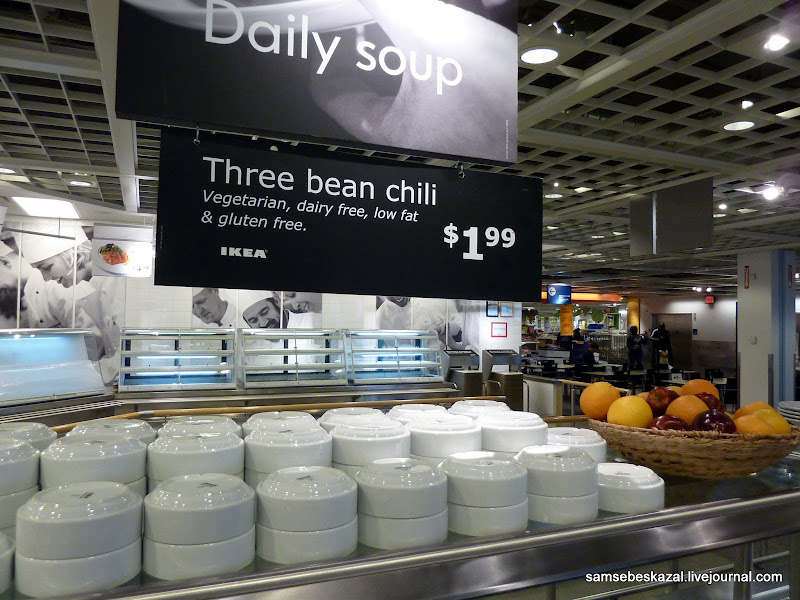 Daily soup
Three bean chili
Vegetarian, dairy free, low fat
& gluten free.
$1.99
IKEA
samsebeskazal.livejournal.com